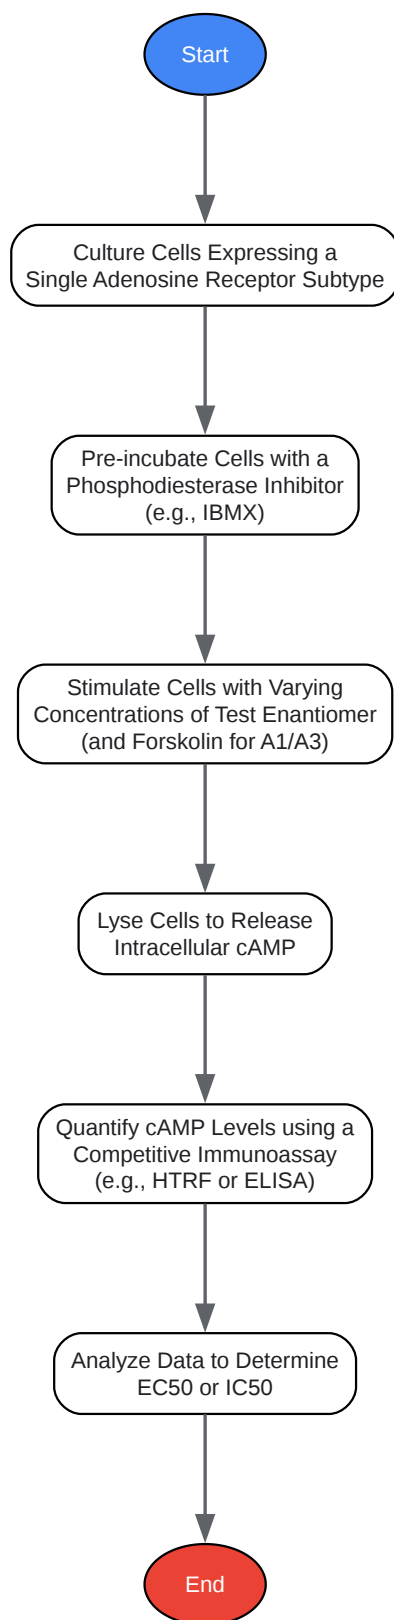 Start
Culture Cells Expressing a
Single Adenosine Receptor Subtype
Pre-incubate Cells with a
Phosphodiesterase Inhibitor
(e.g., IBMX)
Stimulate Cells with Varying
Concentrations of Test Enantiomer
(and Forskolin for A1/A3)
Lyse Cells to Release
Intracellular cAMP
Quantify cAMP Levels using a
Competitive Immunoassay
(e.g., HTRF or ELISA)
Analyze Data to Determine
EC50 or IC50
End